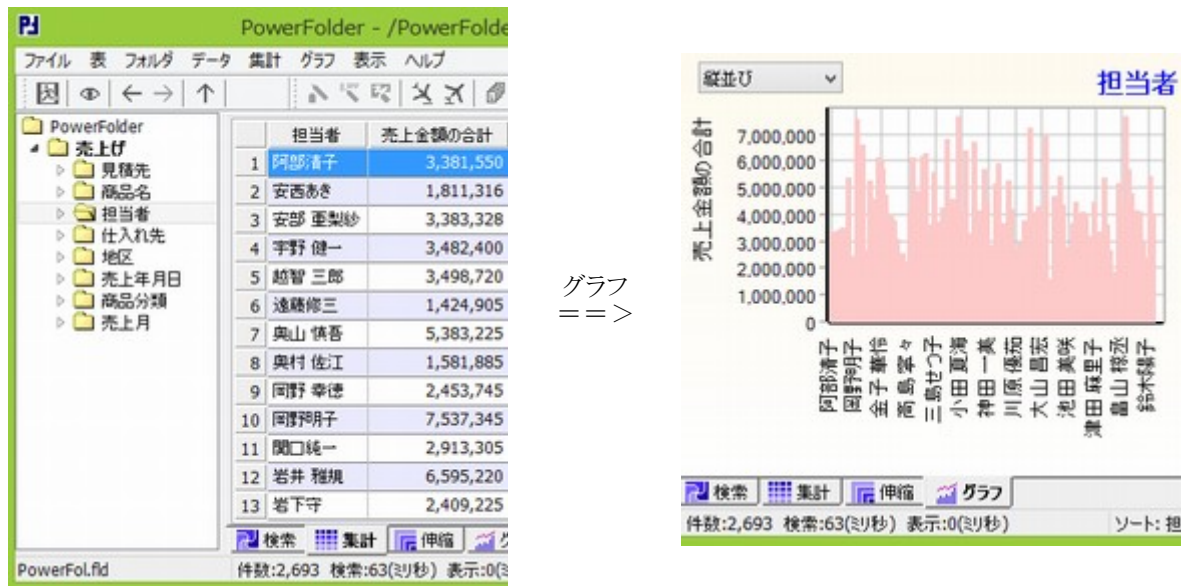 PowerFolder - /PowerFolde
ファイル 表 フォルダ データ 集計 グラフ 表示 ヘルプ
PowerFolder
売上げ
見積先
商品名
担当者
仕入れ先
地区
売上年月日
商品分類
売上月
担当者 売上金額の合計
1 阿部清子 3,381,550
2 安西あき 1,811,316
3 安部 亜梨紗 3,383,328
4 宇野 健一 3,482,400
5 越智 三郎 3,498,720
6 遠藤修三 1,424,905
7 奥山 慎吾 5,383,225
8 奥村 佐江 1,581,885
9 岡野 幸徳 2,453,745
10 岡野明子 7,537,345
11 関口純一 2,913,305
12 岩井 雅規 6,595,220
13 岩下守 2,409,225
検索 集計 伸縮
PowerFol.fld 件数:2,693 検索:63(ミリ秒) 表示:0(ミ
グラフ
==>
縦並び
担当者
売上金額の合計
7,000,000
6,000,000
5,000,000
4,000,000
3,000,000
2,000,000
1,000,000
0
阿部清子
岡野明子
金子 華怜
高島 寧々
三島せつ子
小田 夏海
神田 一美
川原 優茄
大山 昌宏
池田 美咲
津田 麻里子
畠山 椋丞
鈴木陽子
検索 集計 伸縮 グラフ
件数:2,693 検索:63(ミリ秒) 表示:0(ミリ秒) ソート: 担